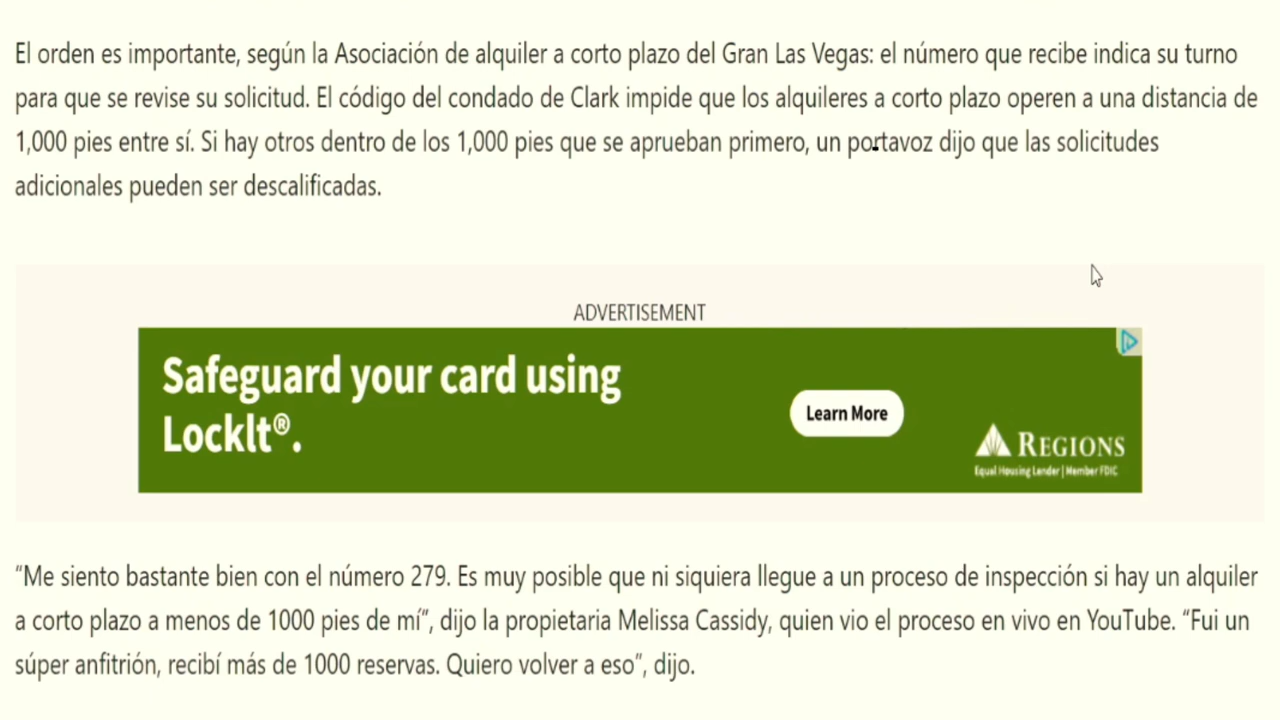 El orden es importante, según la Asociación de alquiler a corto plazo del Gran Las Vegas: el número que recibe indica su turno
para que se revise su solicitud. El código del condado de Clark impide que los alquileres a corto plazo operen a una distancia de
1,000 pies entre sí. Si hay otros dentro de los 1,000 pies que se aprueban primero, un portavoz dijo que las solicitudes
adicionales pueden ser descalificadas.
ADVERTISEMENT
Safeguard your card using
LockIt®.
Learn More
REGIONS
Equal Housing Lender | Member FDIC
“Me siento bastante bien con el número 279. Es muy posible que ni siquiera llegue a un proceso de inspección si hay un alquiler
a corto plazo a menos de 1000 pies de mí”, dijo la propietaria Melissa Cassidy, quien vio el proceso en vivo en YouTube. “Fui un
súper anfitrión, recibí más de 1000 reservas. Quiero volver a eso”, dijo.